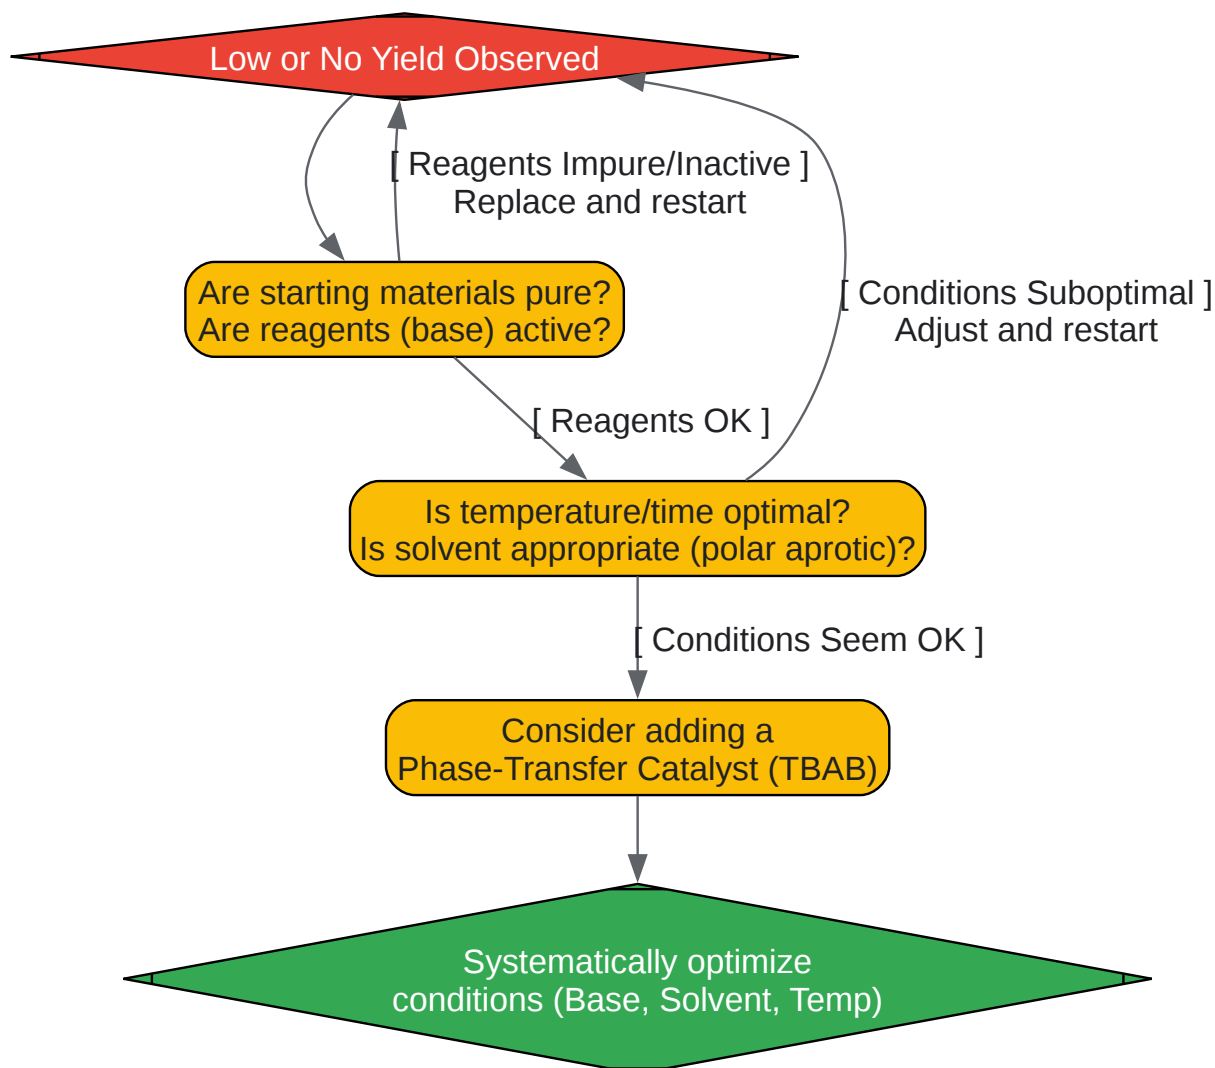 Low or No Yield Observed
[ Reagents Impure/Inactive ]
Replace and restart
Are starting materials pure?
Are reagents (base) active?
[ Conditions Suboptimal ]
Adjust and restart
[ Reagents OK ]
Is temperature/time optimal?
Is solvent appropriate (polar aprotic)?
[ Conditions Seem OK ]
Consider adding a
Phase-Transfer Catalyst (TBAB)
Systematically optimize
conditions (Base, Solvent, Temp)